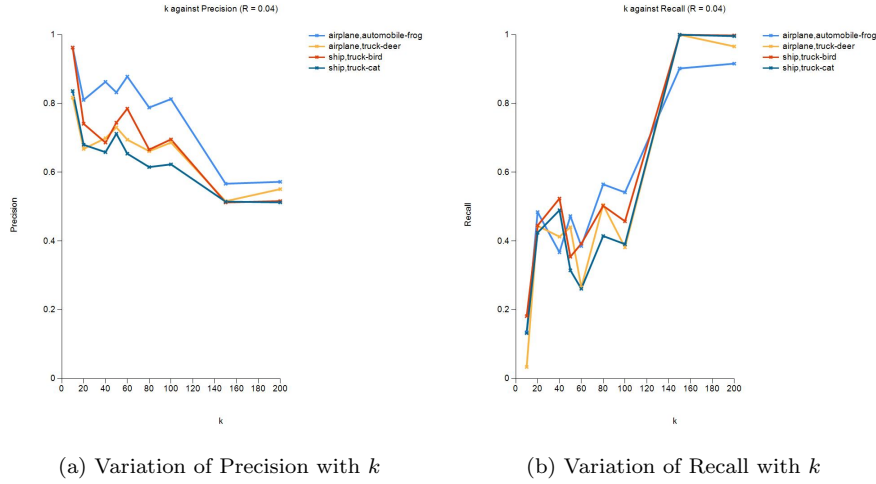 k against Precision (R = 0.04)
airplane,automobile-frog
airplane,truck-deer
ship,truck-bird
ship,truck-cat
1
0.8
0.6
0.4
0.2
0
Precision
0 20 40 60 80 100 120 140 160 180 200
k
(a) Variation of Precision with k
k against Recall (R = 0.04)
airplane,automobile-frog
airplane,truck-deer
ship,truck-bird
ship,truck-cat
1
0.8
0.6
0.4
0.2
0
Recall
0 20 40 60 80 100 120 140 160 180 200
k
(b) Variation of Recall with k